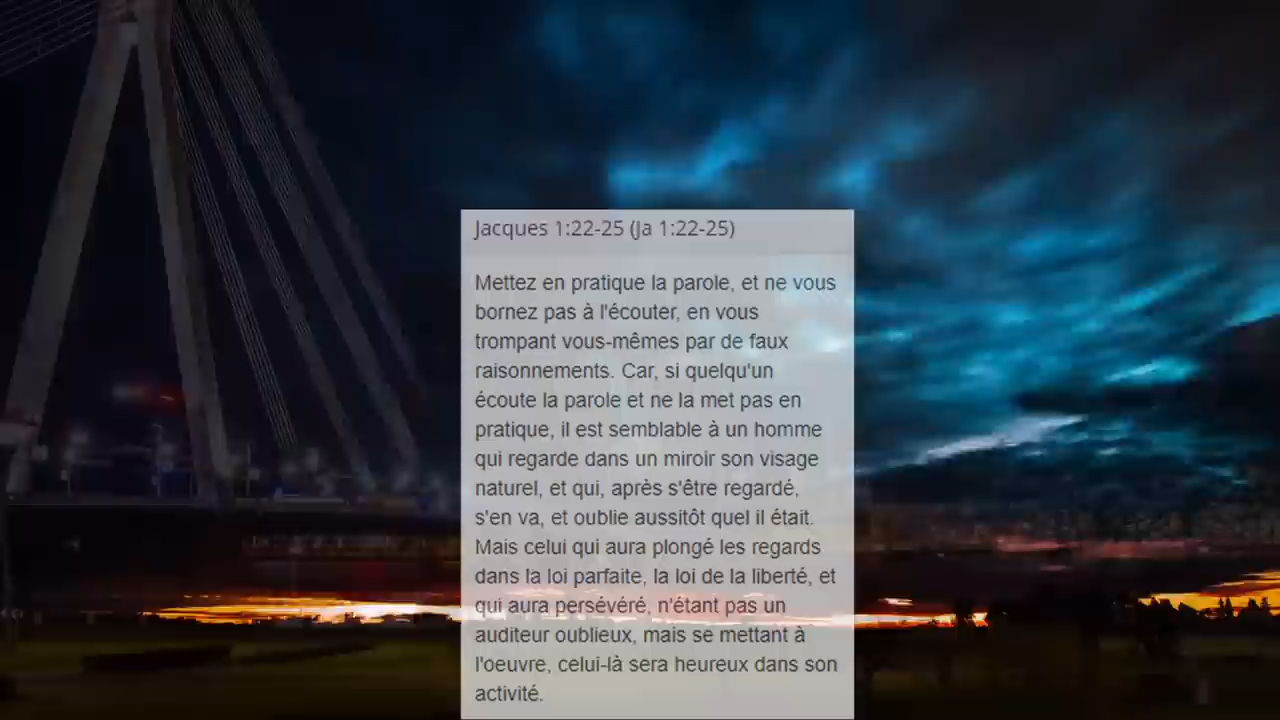 Jacques 1:22-25 (Ja 1:22-25)
Mettez en pratique la parole, et ne vous
bornez pas à l'écouter, en vous
trompant vous-mêmes par de faux
raisonnements. Car, si quelqu'un
écoute la parole et ne la met pas en
pratique, il est semblable à un homme
qui regarde dans un miroir son visage
naturel, et qui, après s'être regardé,
s'en va, et oublie aussitôt quel il était.
Mais celui qui aura plongé les regards
dans la loi parfaite, la loi de la liberté, et
qui aura persévéré, n'étant pas un
auditeur oublieux, mais se mettant à
l'oeuvre, celui-là sera heureux dans son
activité.